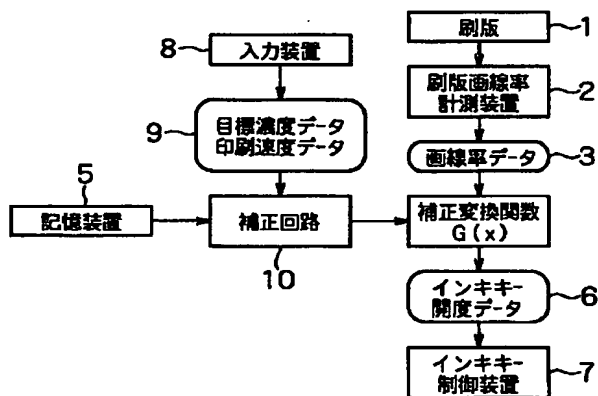 8
入力装置
9
目標濃度データ
印刷速度データ
5
記憶装置
補正回路
10
刷版
1
刷版画線率
計測装置
2
画線率データ
3
補正変換関数
G(x)
インキキー
開度データ
6
インキキー
制御装置
7